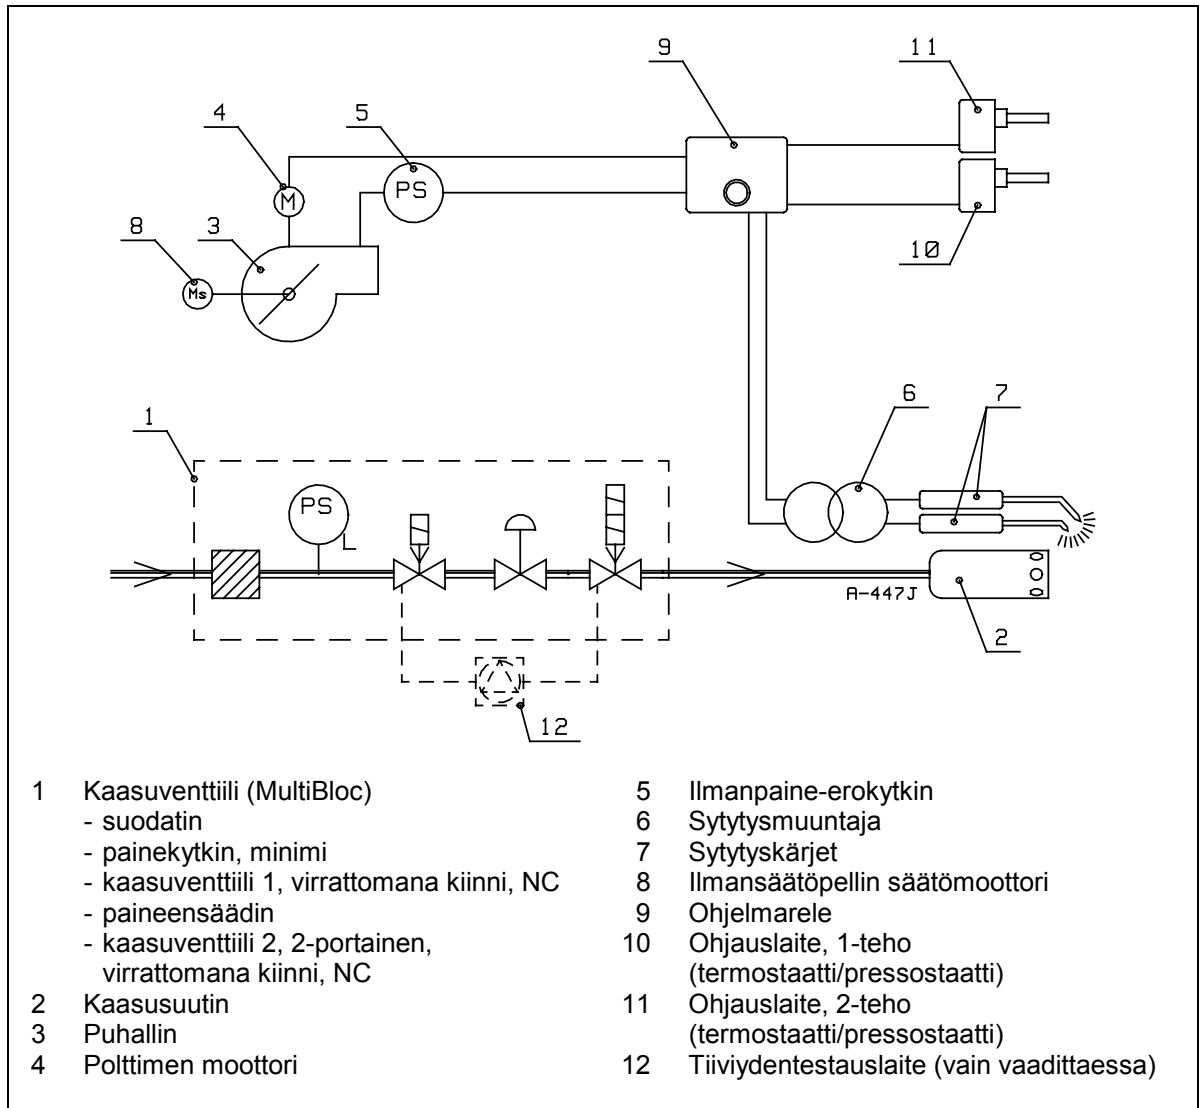 9
11
4
5
PS
M
8
3
Ms
10
6
7
1
PS
A-447J
2
12
1 Kaasuventtiili (MultiBloc)
- suodatin
- painekytkin, minimi
- kaasuventtiili 1, virrattomana kiinni, NC
- paineensäädin
- kaasuventtiili 2, 2-portainen,
virrattomana kiinni, NC
2 Kaasusuutin
3 Puhallin
4 Polttimen moottori
5 Ilmanpaine-erokytkin
6 Sytytysmuuntaja
7 Sytytyskärjet
8 Ilmansäätöpellin säätömoottori
9 Ohjelmarele
10 Ohjauslaite, 1-teho
(termostaatti/pressostaatti)
11 Ohjauslaite, 2-teho
(termostaatti/pressostaatti)
12 Tiiviydentestauslaite (vain vaadittaessa)